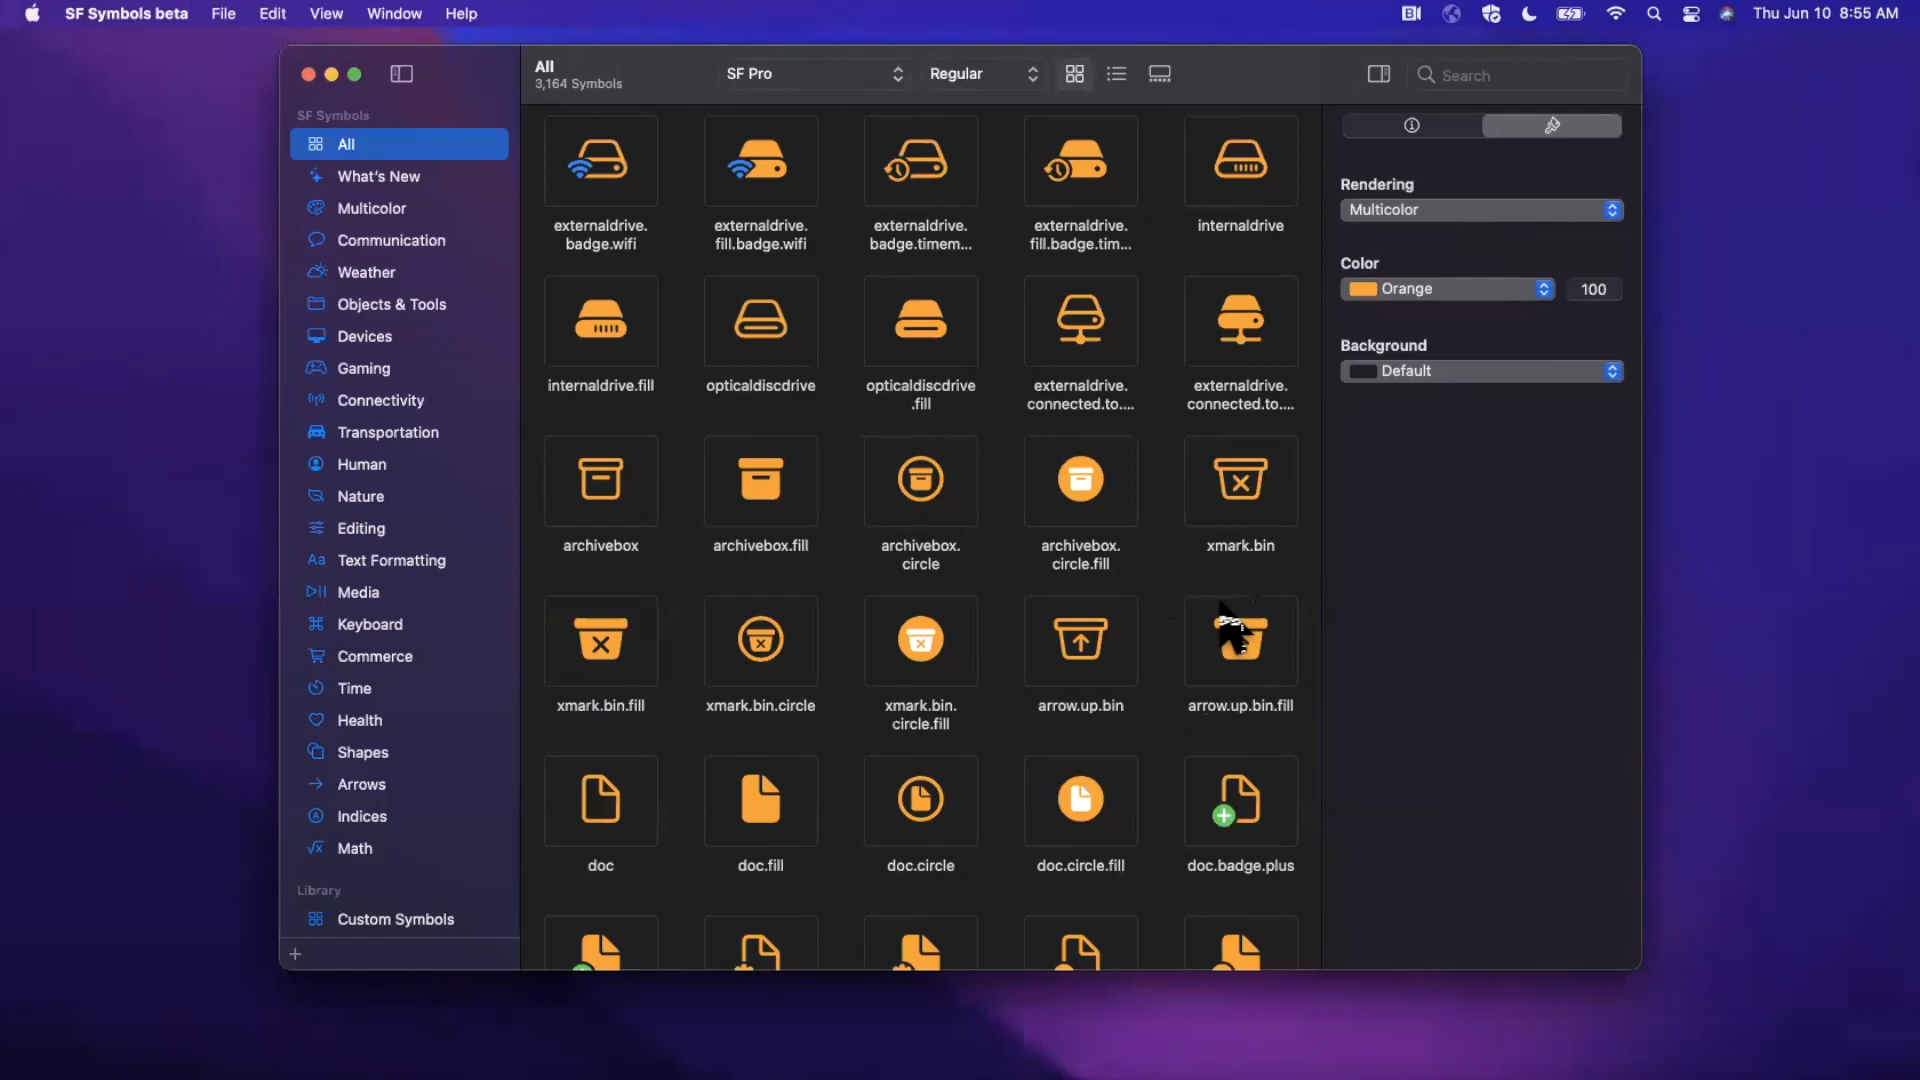 SF Symbols beta File Edit View Window Help
Thu Jun 10 8:55 AM
All
3,164 Symbols
SF Pro
Regular
Search
SF Symbols
All
What's New
Multicolor
Communication
Weather
Objects & Tools
Devices
Gaming
Connectivity
Transportation
Human
Nature
Editing
Text Formatting
Media
Keyboard
Commerce
Time
Health
Shapes
Arrows
Indices
Math
Library
Custom Symbols
externaldrive.
badge.wifi
externaldrive.
fill.badge.wifi
externaldrive.
badge.timem...
externaldrive.
fill.badge.tim...
internaldrive
internaldrive.fill
opticaldiscdrive
opticaldiscdrive
.fill
externaldrive.
connected.to....
externaldrive.
connected.to....
archivebox
archivebox.fill
archivebox.
circle
archivebox.
circle.fill
xmark.bin
xmark.bin.fill
xmark.bin.circle
xmark.bin.
circle.fill
arrow.up.bin
arrow.up.bin.fill
doc
doc.fill
doc.circle
doc.circle.fill
doc.badge.plus
Rendering
Multicolor
Color
Orange
100
Background
Default